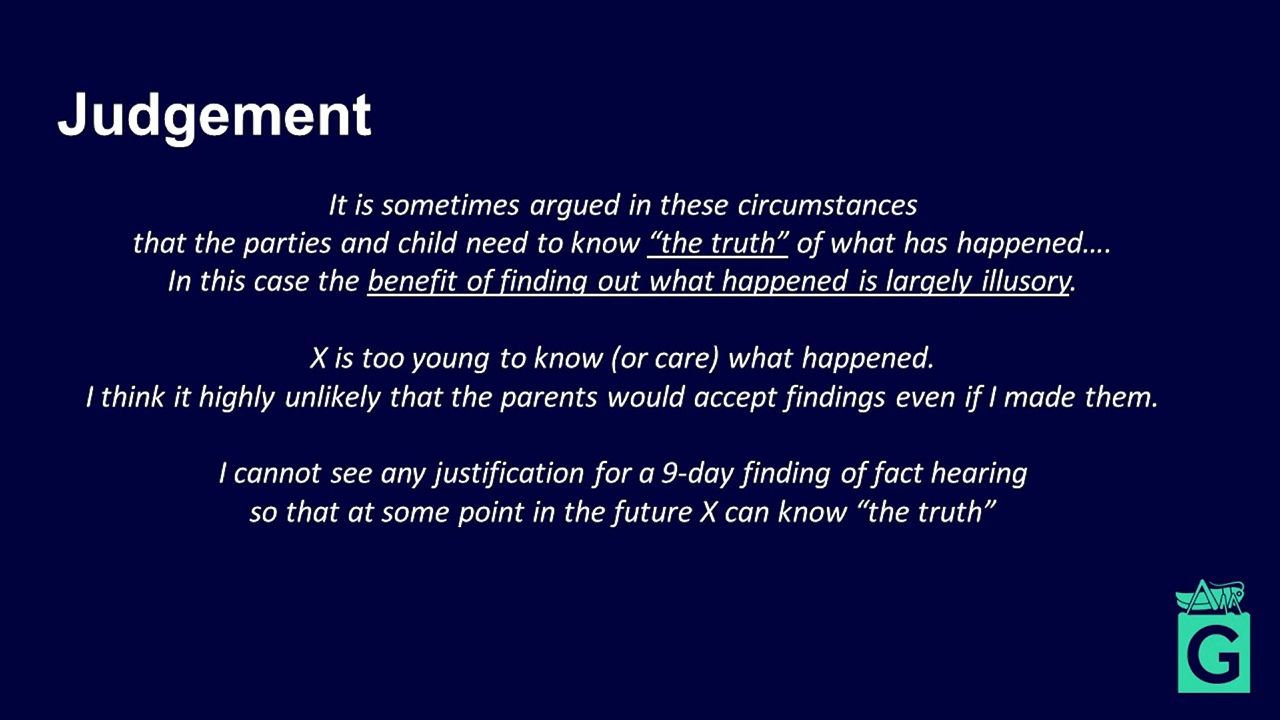 Judgement
It is sometimes argued in these circumstances
that the parties and child need to know “the truth” of what has happened....
In this case the benefit of finding out what happened is largely illusory.
X is too young to know (or care) what happened.
I think it highly unlikely that the parents would accept findings even if I made them.
I cannot see any justification for a 9-day finding of fact hearing
so that at some point in the future X can know “the truth”
G